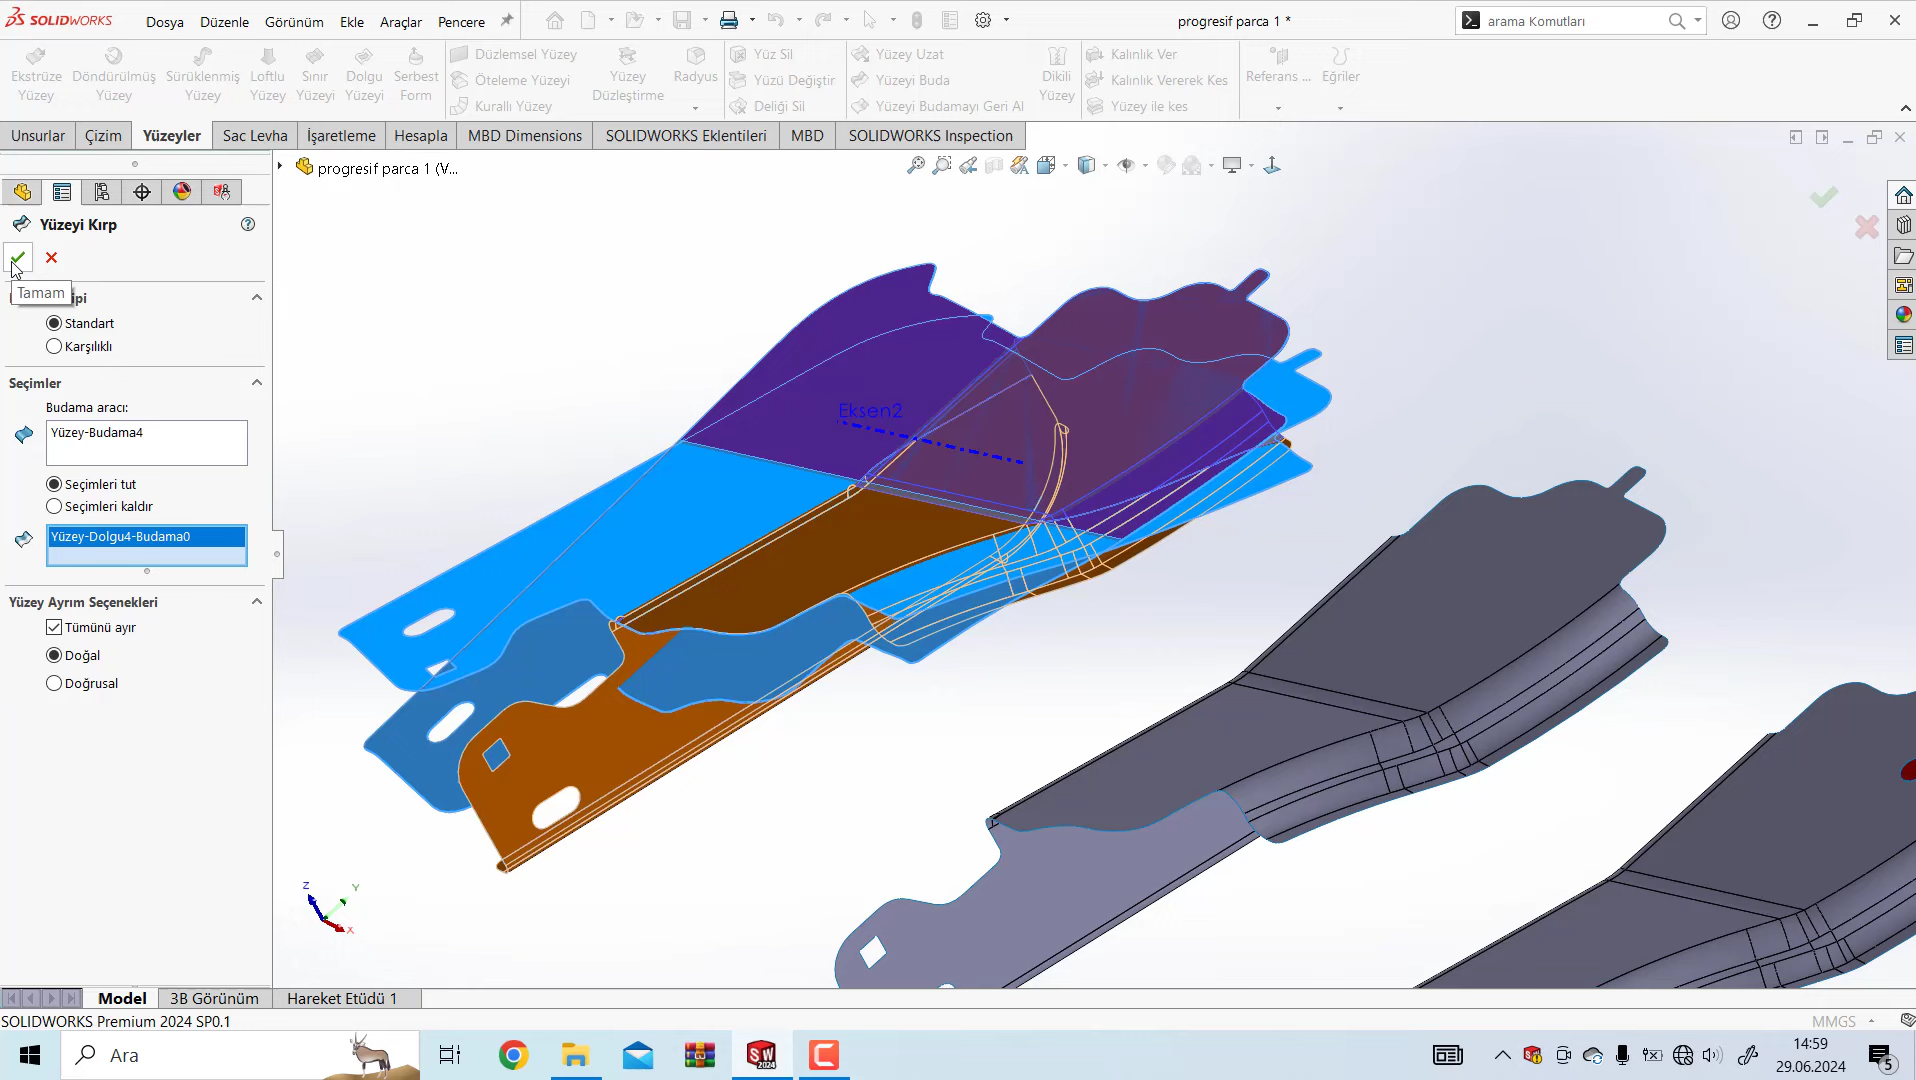 SOLIDWORKS
Dosya
Düzenle
Görünüm
Ekle
Araçlar
Pencere
progresif parca 1 *
arama Komutları
Ekstrüze Yüzey
Döndürülmüş Yüzey
Sürüklenmiş Yüzey
Loftlu Yüzey
Sınır Yüzeyi
Dolgu Yüzeyi
Serbest Form
Düzlemsel Yüzey
Öteleme Yüzeyi
Kurallı Yüzey
Yüzey Düzleştirme
Radyus
Yüz Sil
Yüzü Değiştir
Deliği Sil
Yüzey Uzat
Yüzeyi Buda
Yüzeyi Budamayı Geri Al
Dikili Yüzey
Kalınlık Ver
Kalınlık Vererek Kes
Yüzey ile kes
Referans ...
Eğriler
Unsurlar
Çizim
Yüzeyler
Sac Levha
İşaretleme
Hesapla
MBD Dimensions
SOLIDWORKS Eklentileri
MBD
SOLIDWORKS Inspection
progresif parca 1 (V...
Yüzeyi Kırp
Tamam
ipi
Standart
Karşılıklı
Seçimler
Budama aracı:
Yüzey-Budama4
Seçimleri tut
Seçimleri kaldır
Yüzey-Dolgu4-Budama0
Yüzey Ayrım Seçenekleri
Tümünü ayır
Doğal
Doğrusal
Eksen2
Z
Y
X
Model
3B Görünüm
Hareket Etüdü 1
SOLIDWORKS Premium 2024 SP0.1
MMGS
Ara
SW
2024
14:59
29.06.2024
5